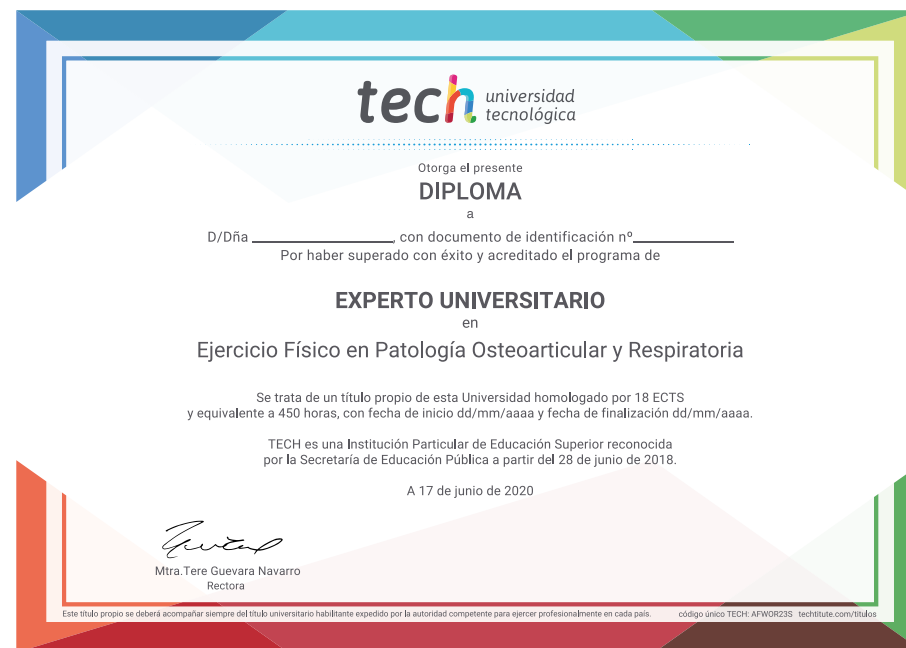 tech universidad
tecnológica
Otorga el presente
DIPLOMA
a
D/Dña ____________________, con documento de identificación nº______________
Por haber superado con éxito y acreditado el programa de
EXPERTO UNIVERSITARIO
en
Ejercicio Físico en Patología Osteoarticular y Respiratoria
Se trata de un título propio de esta Universidad homologado por 18 ECTS
y equivalente a 450 horas, con fecha de inicio dd/mm/aaaa y fecha de finalización dd/mm/aaaa.
TECH es una Institución Particular de Educación Superior reconocida
por la Secretaría de Educación Pública a partir del 28 de junio de 2018.
A 17 de junio de 2020
Mtra.Tere Guevara Navarro
Rectora
Este título propio se deberá acompañar siempre del título universitario habilitante expedido por la autoridad competente para ejercer profesionalmente en cada país. código único TECH: AFWOR23S techtitute.com/titulos